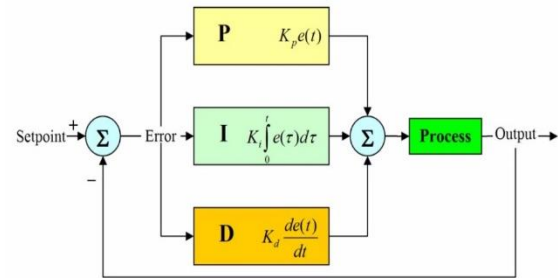 P K_p e(t)
+
Setpoint Σ Error I K_i ∫_0^t e(τ)dτ Σ Process Output
−
D K_d de(t)/dt